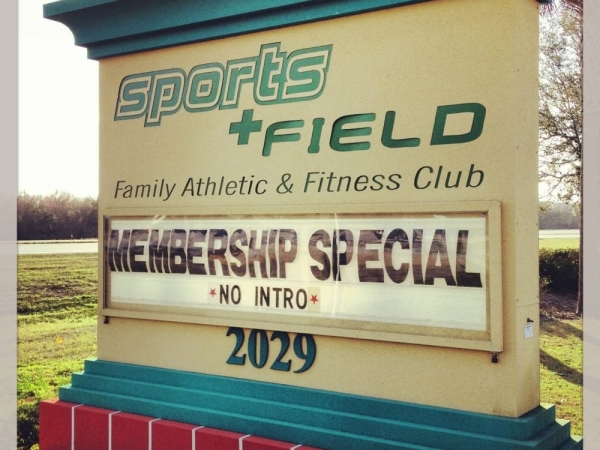 sports
+FIELD
Family Athletic & Fitness Club
MEMBERSHIP SPECIAL
★NO INTRO★
2029